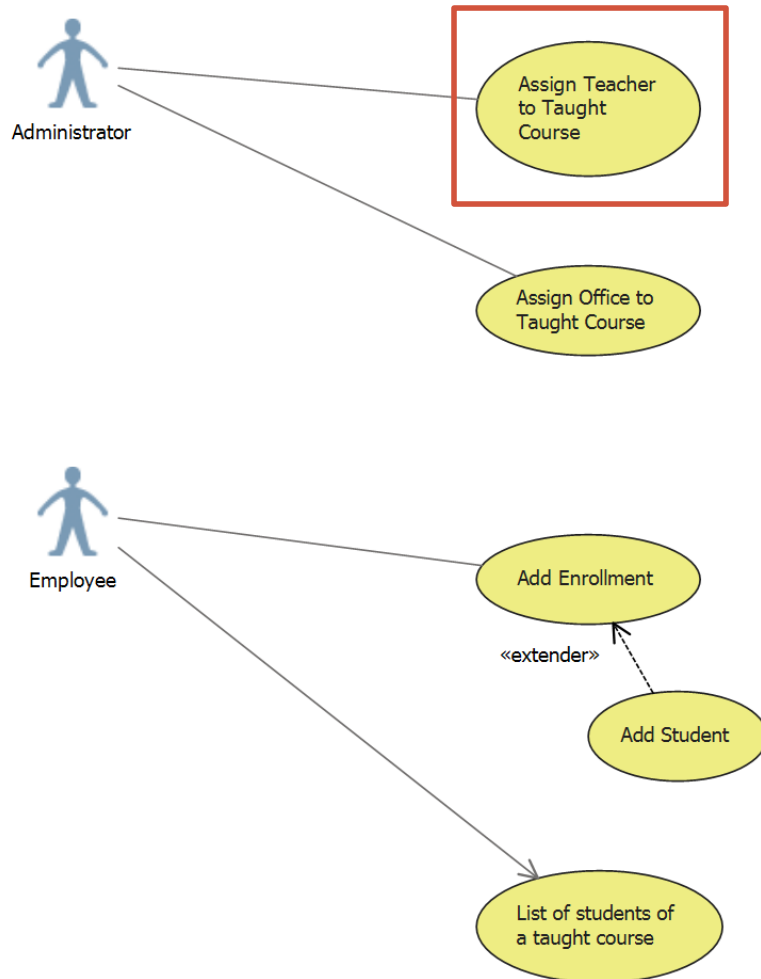 Assign Teacher
to Taught
Course
Administrator
Assign Office to
Taught Course
Add Enrollment
Employee
«extender»
Add Student
List of students of
a taught course